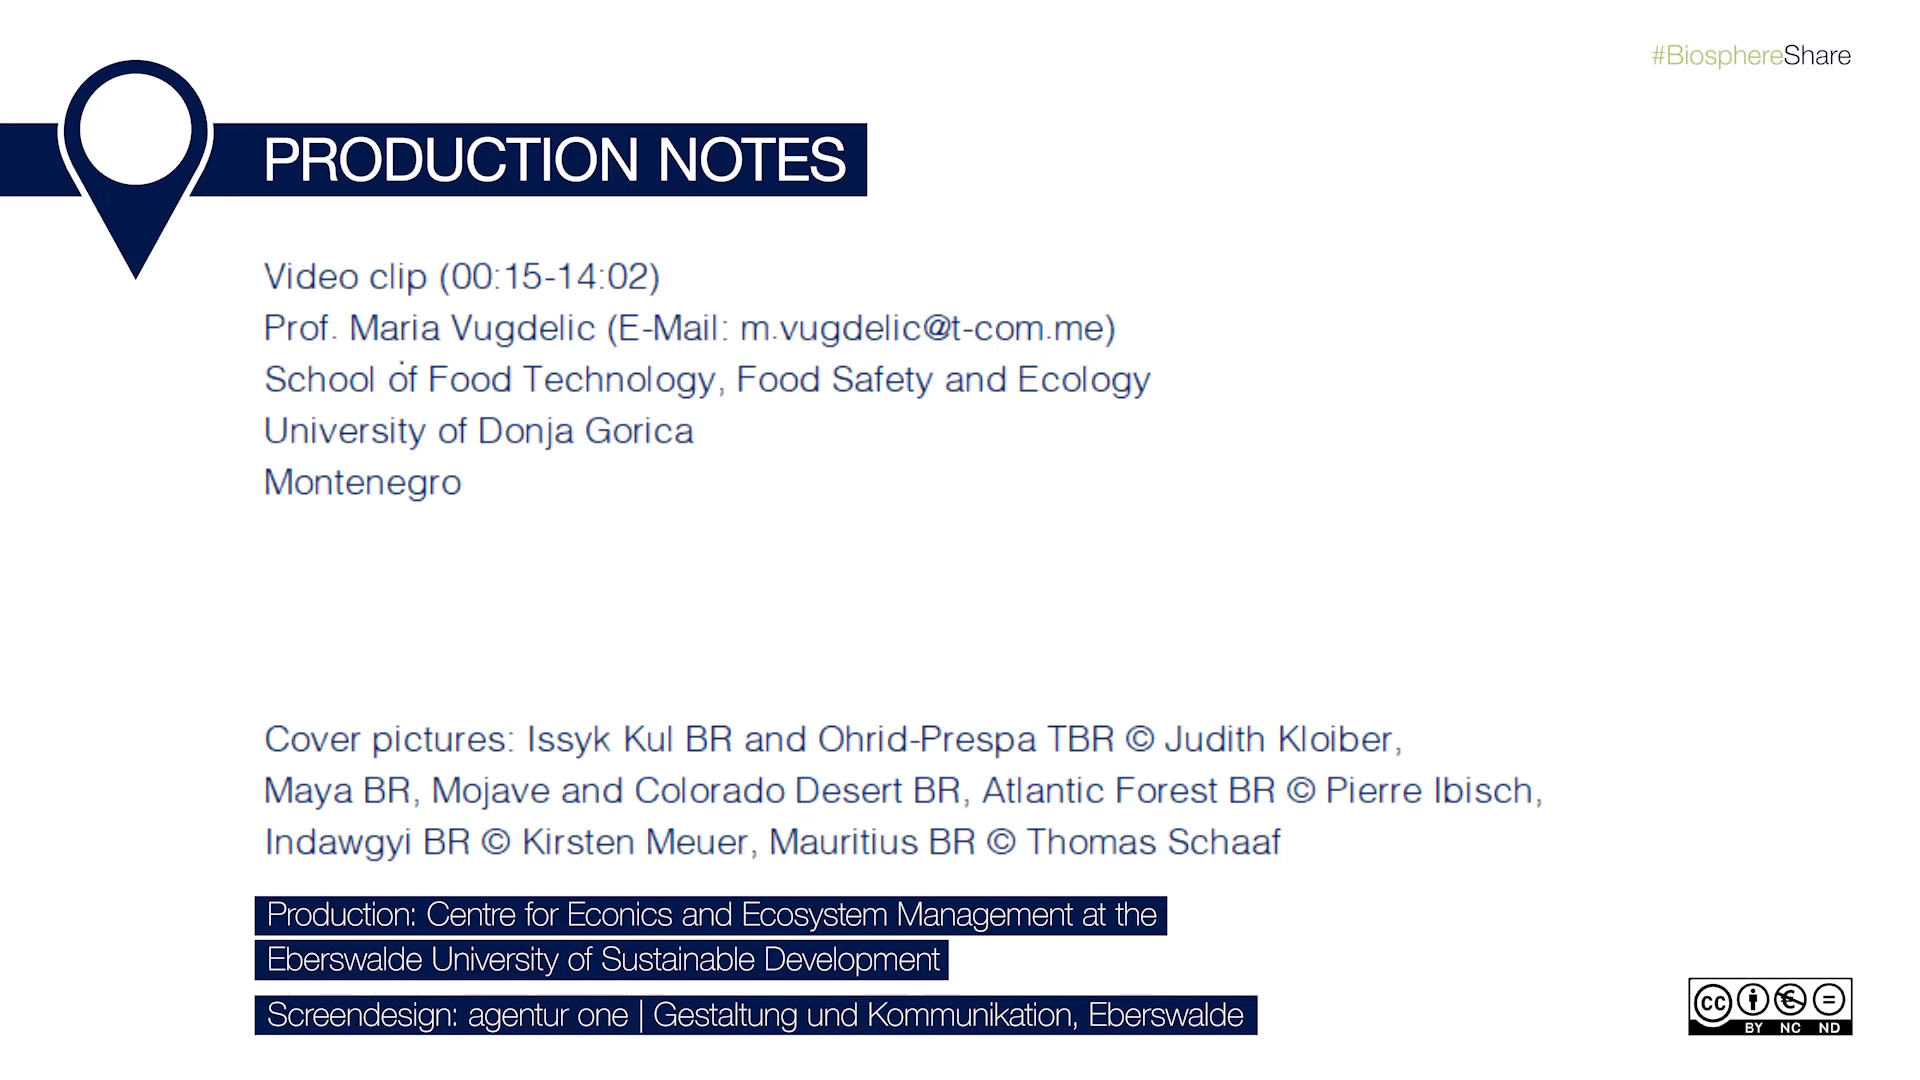 #BiosphereShare
PRODUCTION NOTES
Video clip (00:15-14:02)
Prof. Maria Vugdelic (E-Mail: m.vugdelic@t-com.me)
School of Food Technology, Food Safety and Ecology
University of Donja Gorica
Montenegro
Cover pictures: Issyk Kul BR and Ohrid-Prespa TBR © Judith Kloiber,
Maya BR, Mojave and Colorado Desert BR, Atlantic Forest BR © Pierre Ibisch,
Indawgyi BR © Kirsten Meuer, Mauritius BR © Thomas Schaaf
Production: Centre for Econics and Ecosystem Management at the
Eberswalde University of Sustainable Development
Screendesign: agentur one | Gestaltung und Kommunikation, Eberswalde
cc
BY NC ND